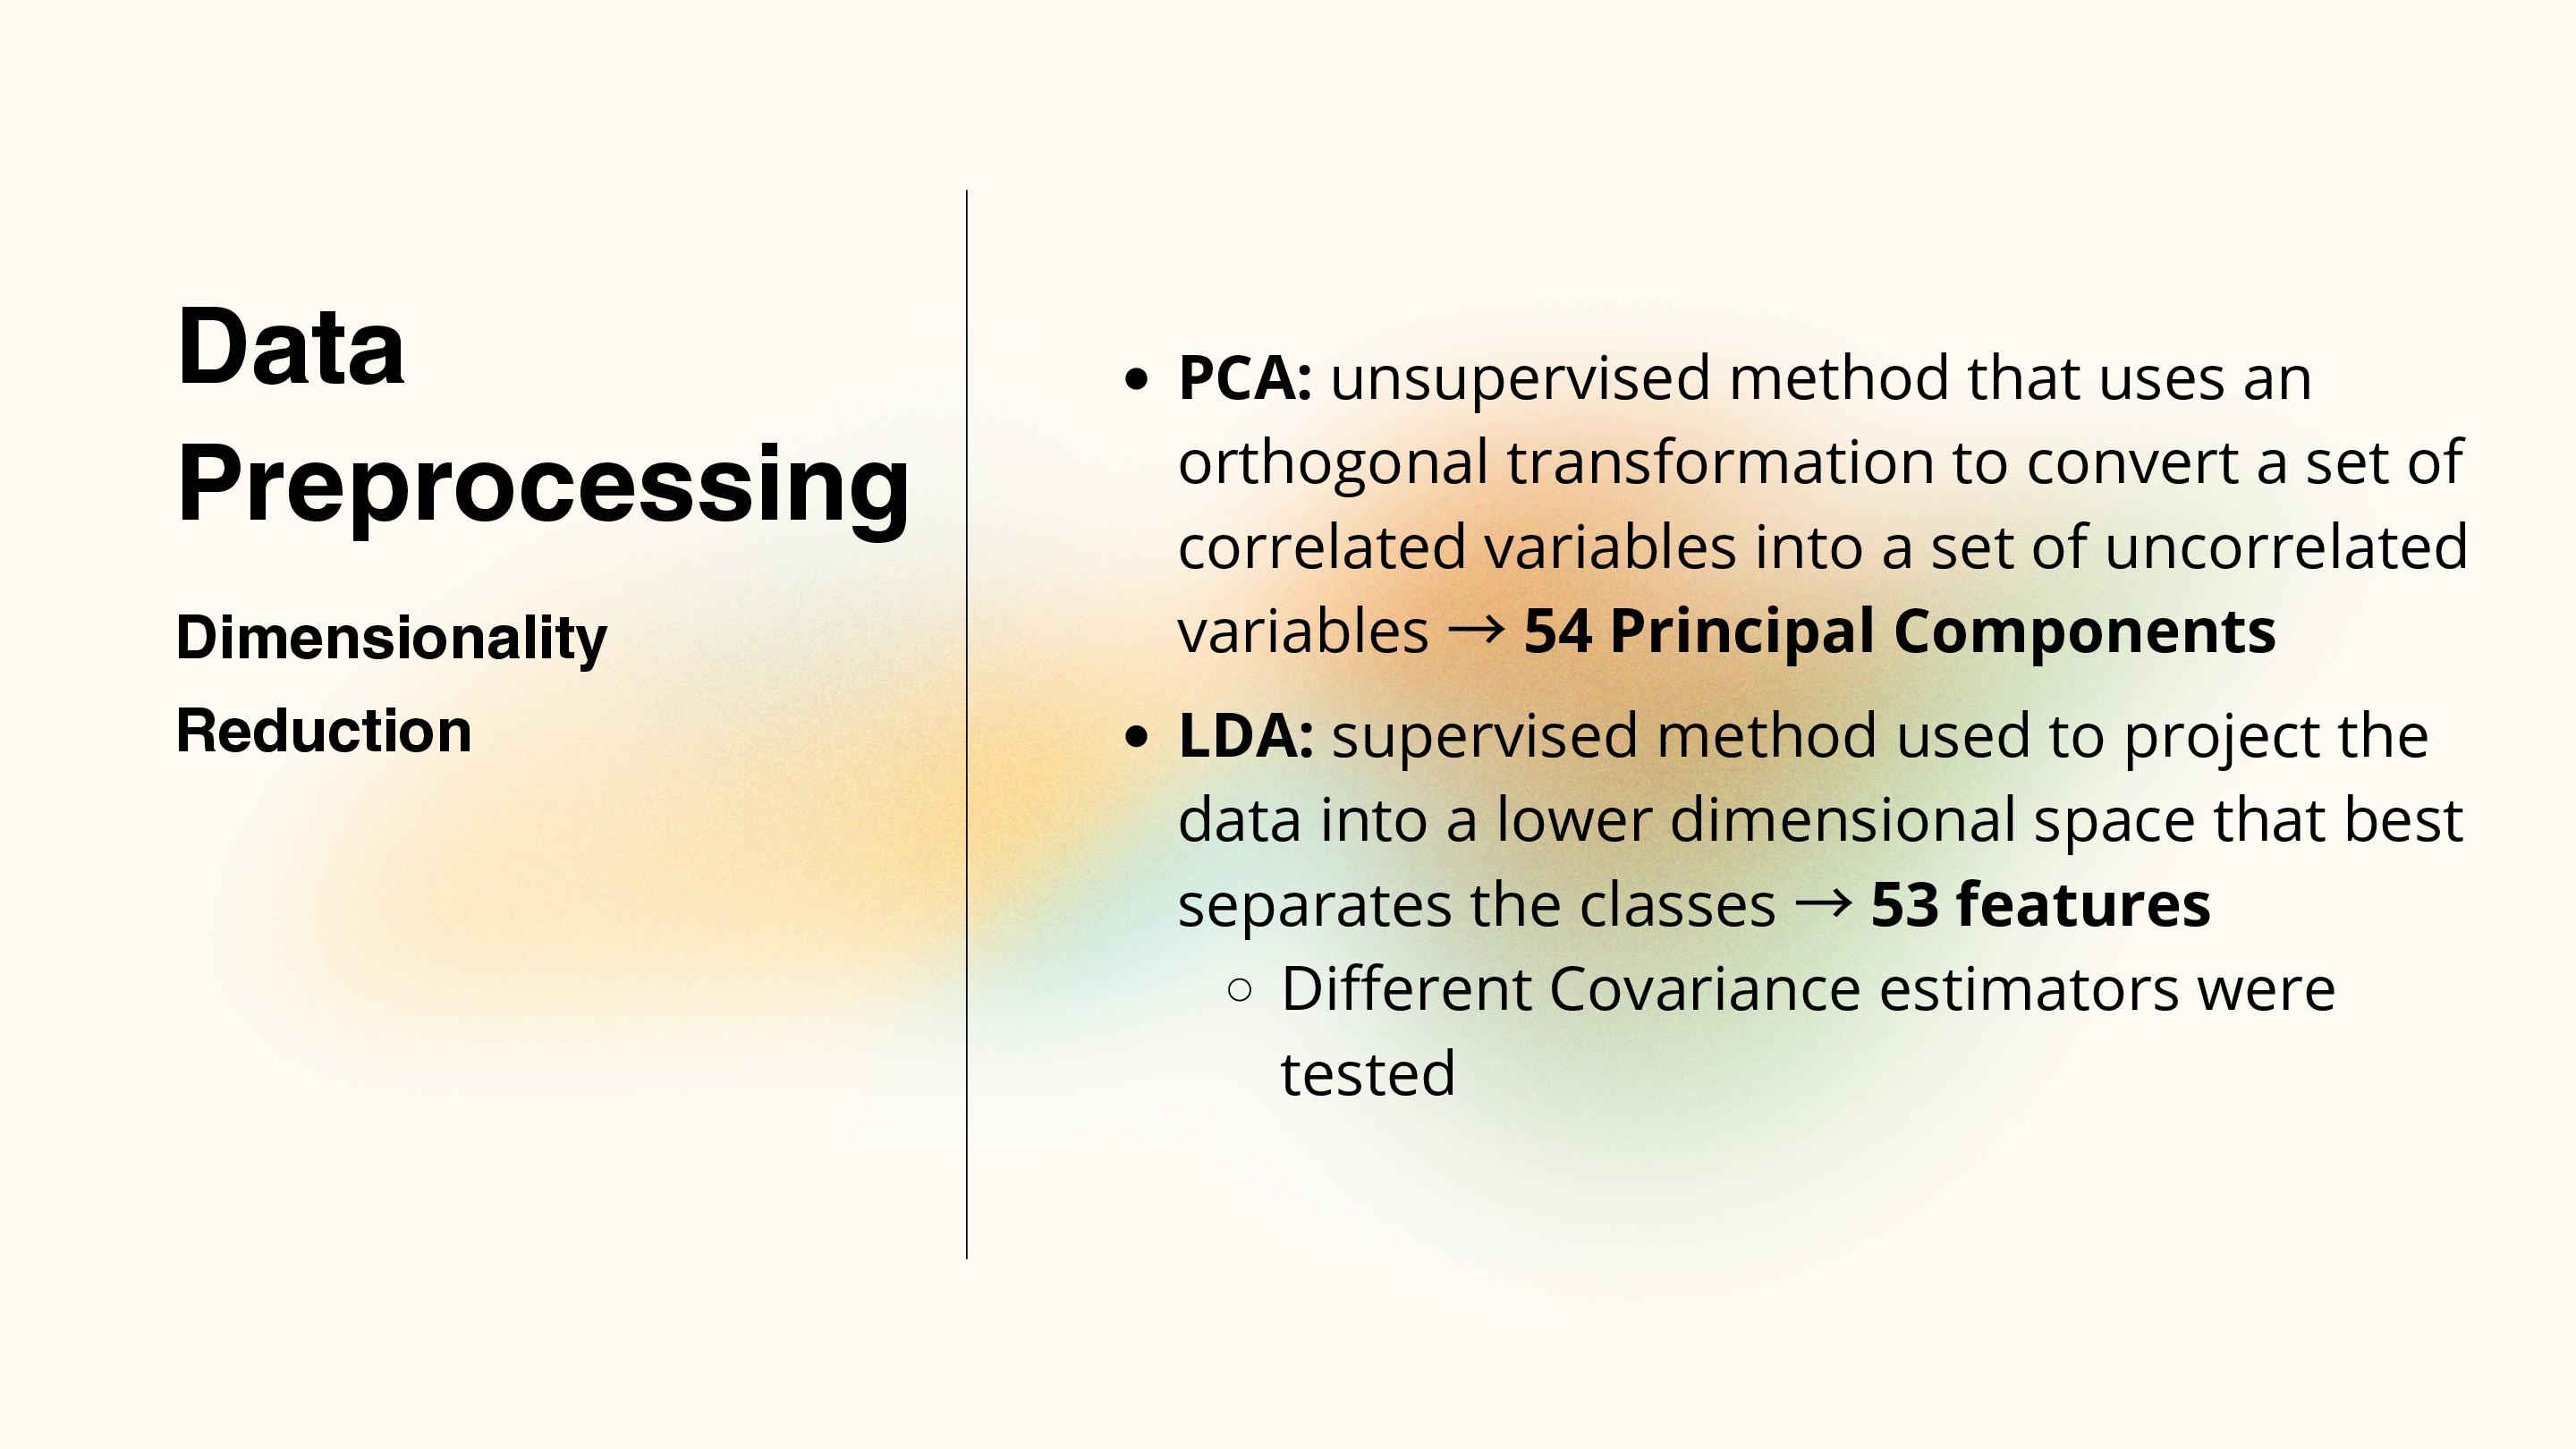 Data
Preprocessing
Dimensionality
Reduction
• PCA: unsupervised method that uses an
orthogonal transformation to convert a set of
correlated variables into a set of uncorrelated
variables → 54 Principal Components
• LDA: supervised method used to project the
data into a lower dimensional space that best
separates the classes → 53 features
○ Different Covariance estimators were
tested